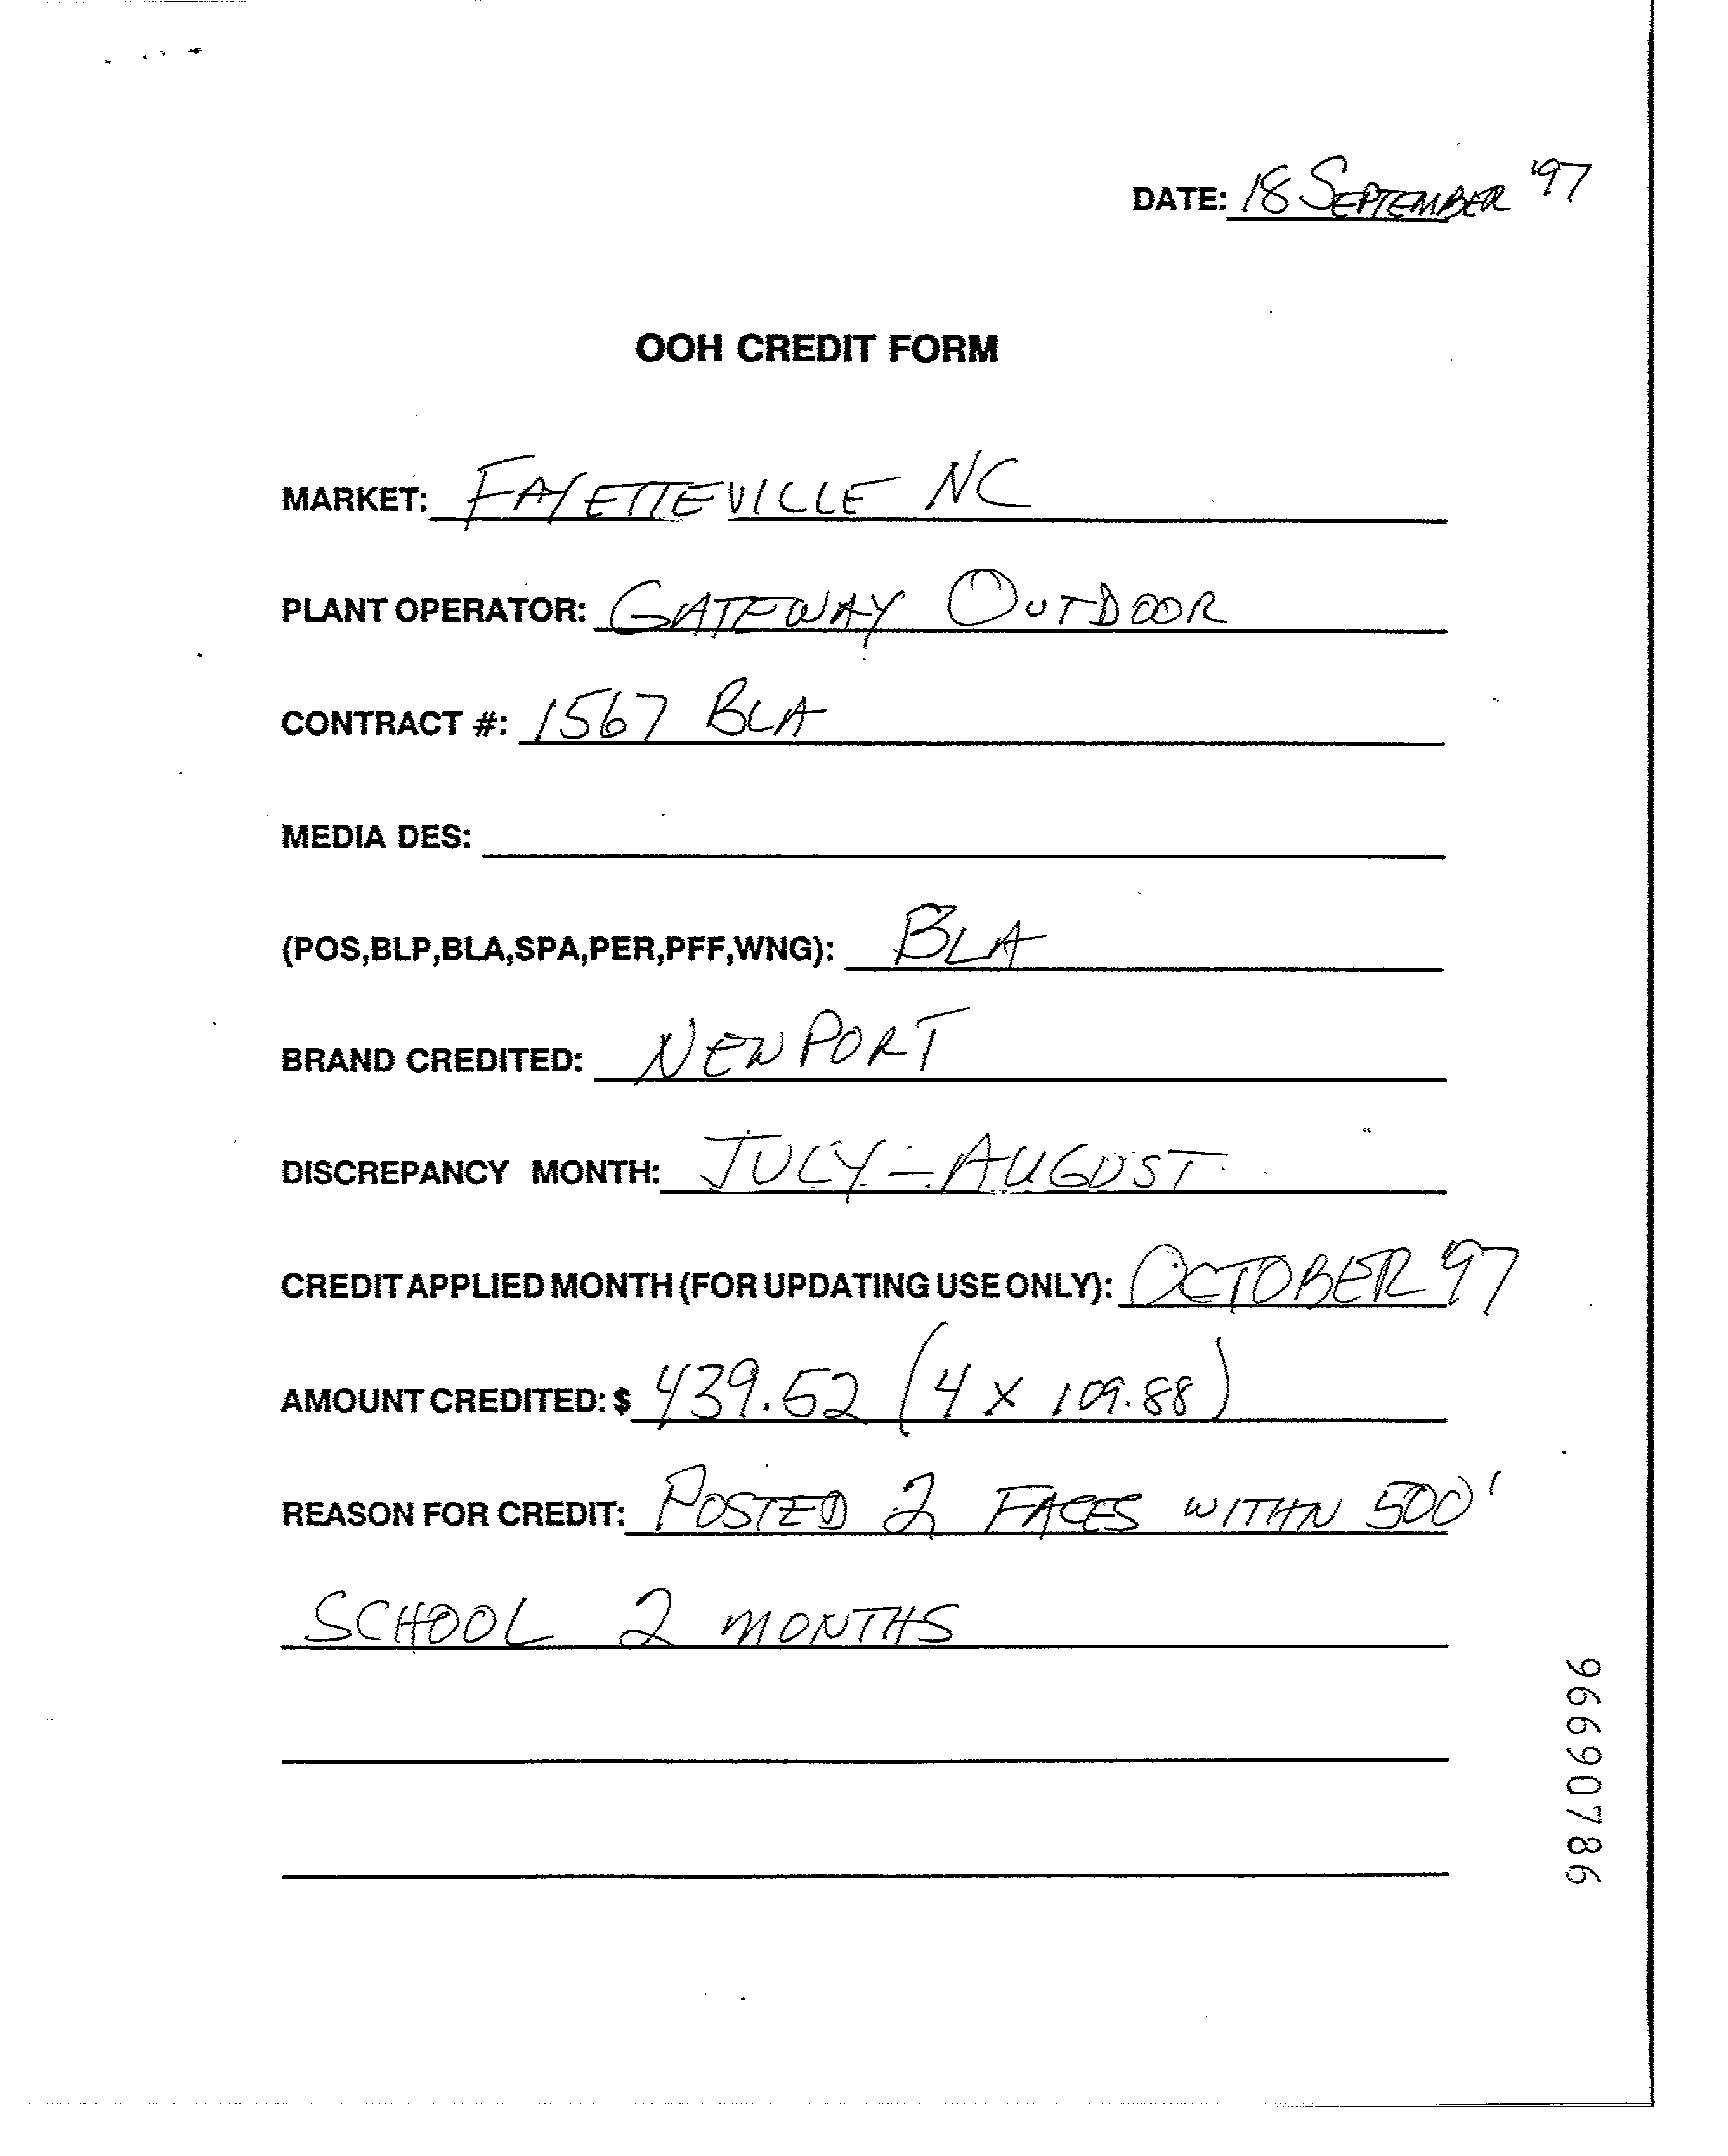 DATE: 18 SEPTEMBER '97
OOH CREDIT FORM
MARKET: FAYETTEVILLE NC
PLANT OPERATOR: GATEWAY OUTDOOR
CONTRACT #: 1567 BLA
MEDIA DES:
(POS,BLP,BLA,SPA,PER,PFF,WNG): BLA
BRAND CREDITED: NEWPORT
DISCREPANCY MONTH: JULY - AUGUST
CREDIT APPLIED MONTH (FOR UPDATING USE ONLY): OCTOBER 97
AMOUNT CREDITED: $ 439.52 (4 x 109.88)
REASON FOR CREDIT: POSTED 2 FACES WITHIN 500'
SCHOOL 2 MONTHS
96690786